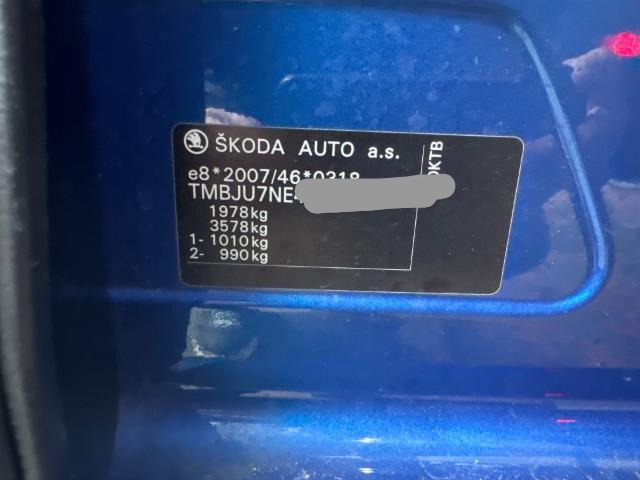 ŠKODA AUTO a.s.
e8*2007/46*0318
TMBJU7NE
1978kg
3578kg
1- 1010kg
2- 990kg